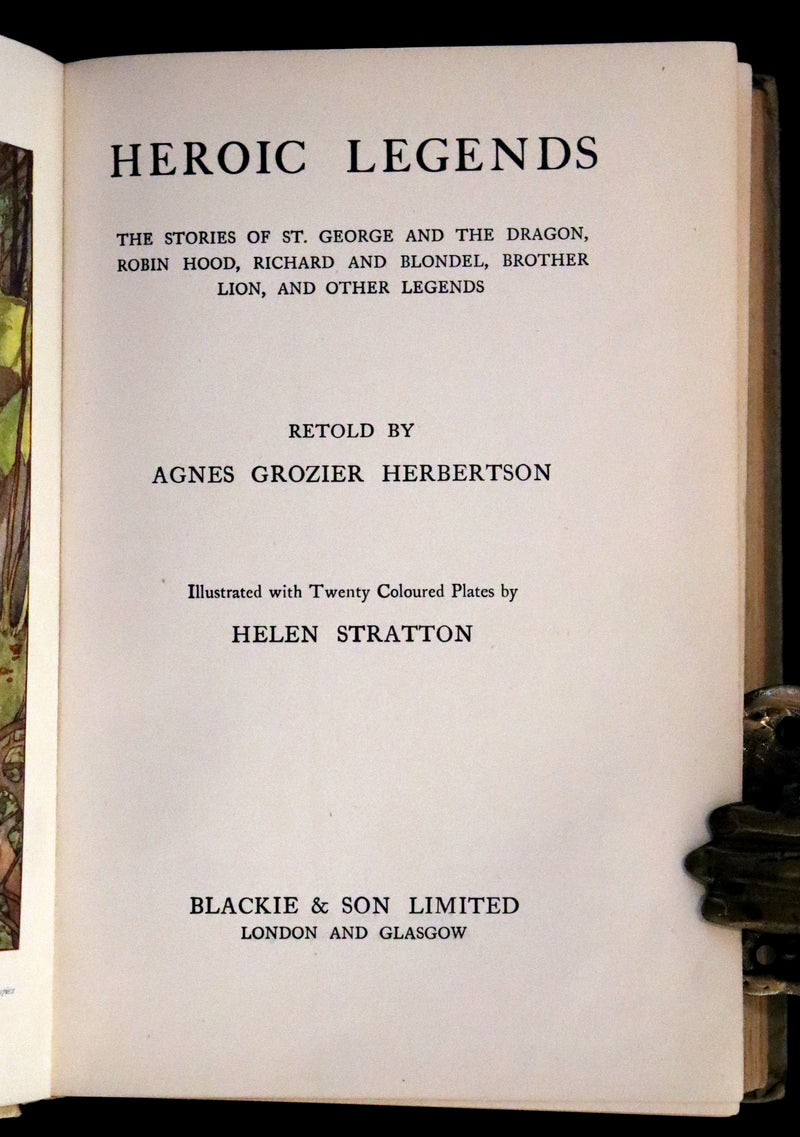 HEROIC LEGENDS
THE STORIES OF ST. GEORGE AND THE DRAGON,
ROBIN HOOD, RICHARD AND BLONDEL, BROTHER
LION, AND OTHER LEGENDS
RETOLD BY
AGNES GROZIER HERBERTSON
Illustrated with Twenty Coloured Plates by
HELEN STRATTON
BLACKIE & SON LIMITED
LONDON AND GLASGOW